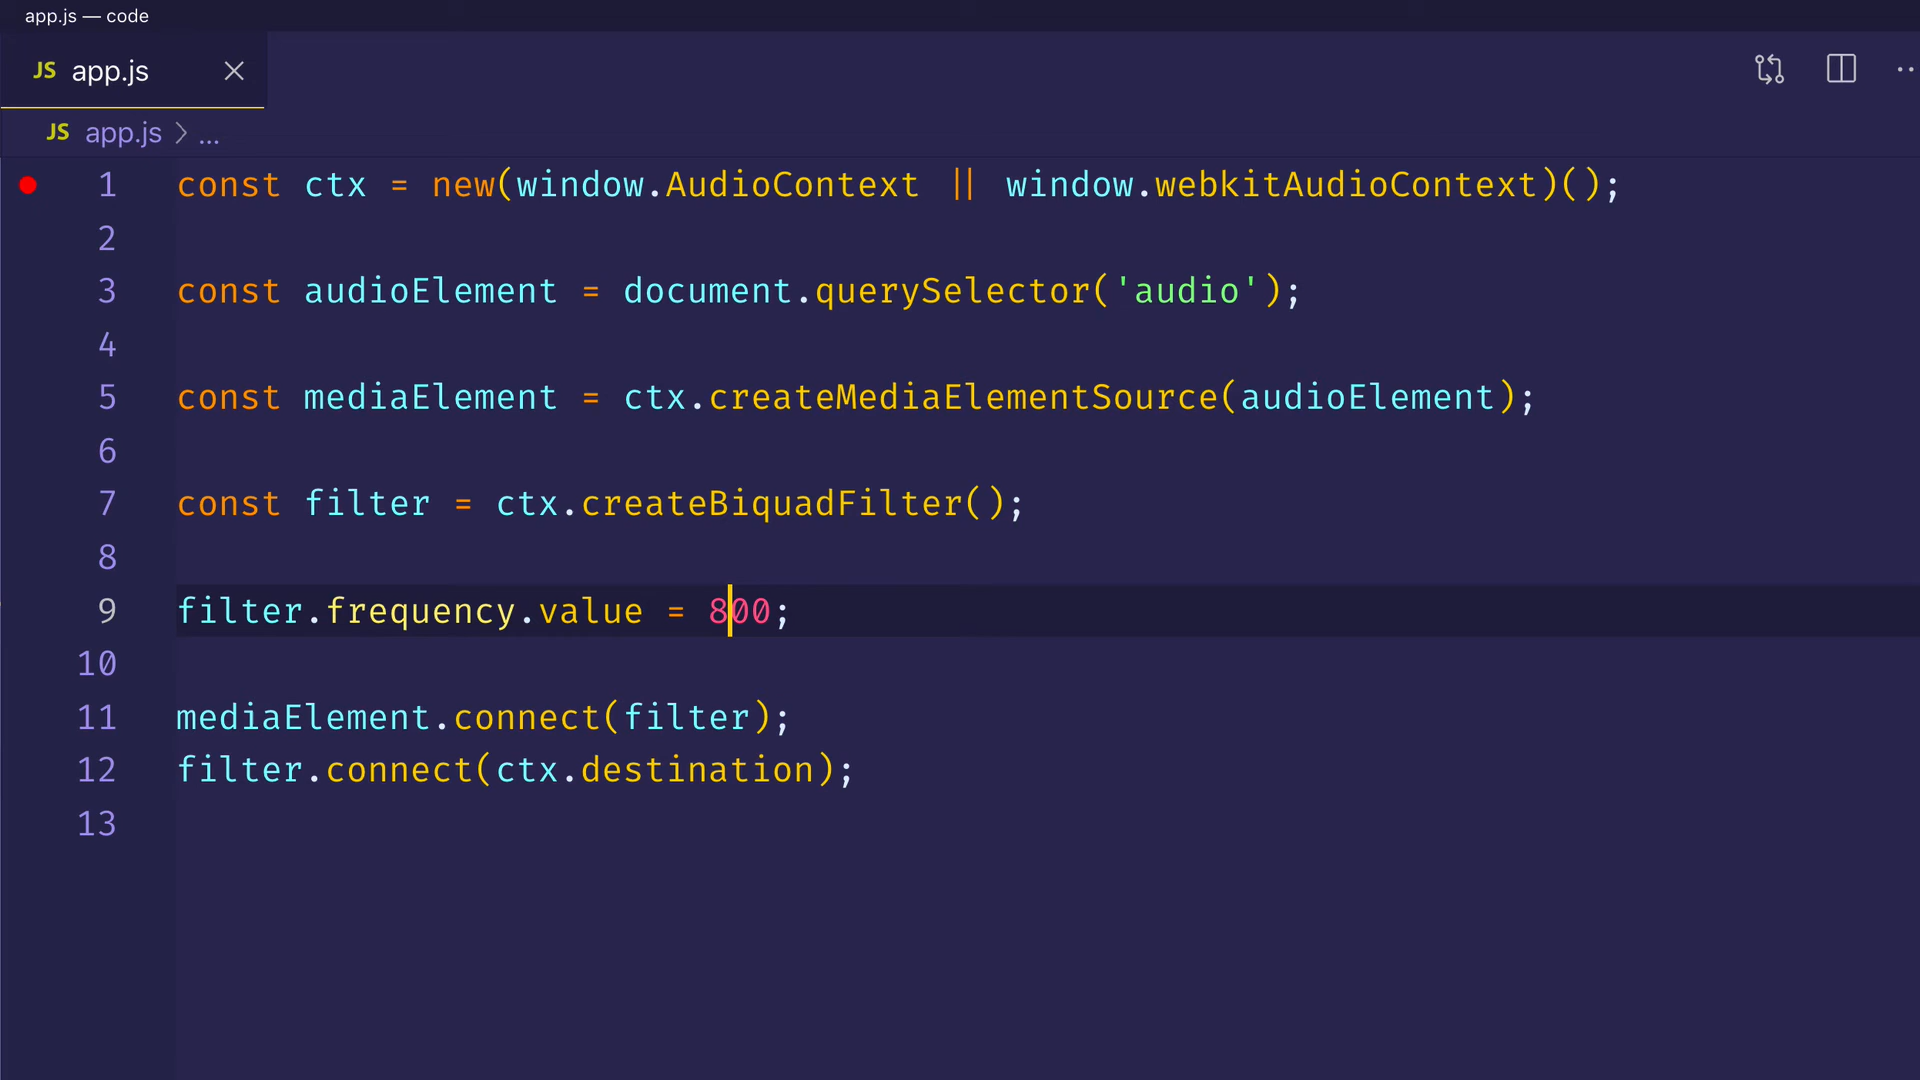 app.js — code
JS app.js
JS app.js > ...
1 const ctx = new(window.AudioContext || window.webkitAudioContext)();
2
3 const audioElement = document.querySelector('audio');
4
5 const mediaElement = ctx.createMediaElementSource(audioElement);
6
7 const filter = ctx.createBiquadFilter();
8
9 filter.frequency.value = 800;
10
11 mediaElement.connect(filter);
12 filter.connect(ctx.destination);
13